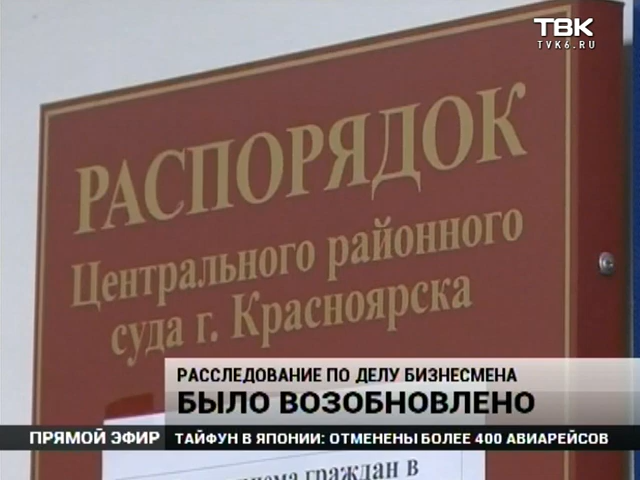 ТВК
TVK6.RU
РАСПОРЯДОК
Центрального районного
суда г. Красноярска
РАССЛЕДОВАНИЕ ПО ДЕЛУ БИЗНЕСМЕНА
БЫЛО ВОЗОБНОВЛЕНО
ПРЯМОЙ ЭФИР
ТАЙФУН В ЯПОНИИ: ОТМЕНЕНЫ БОЛЕЕ 400 АВИАРЕЙСОВ
граждан в